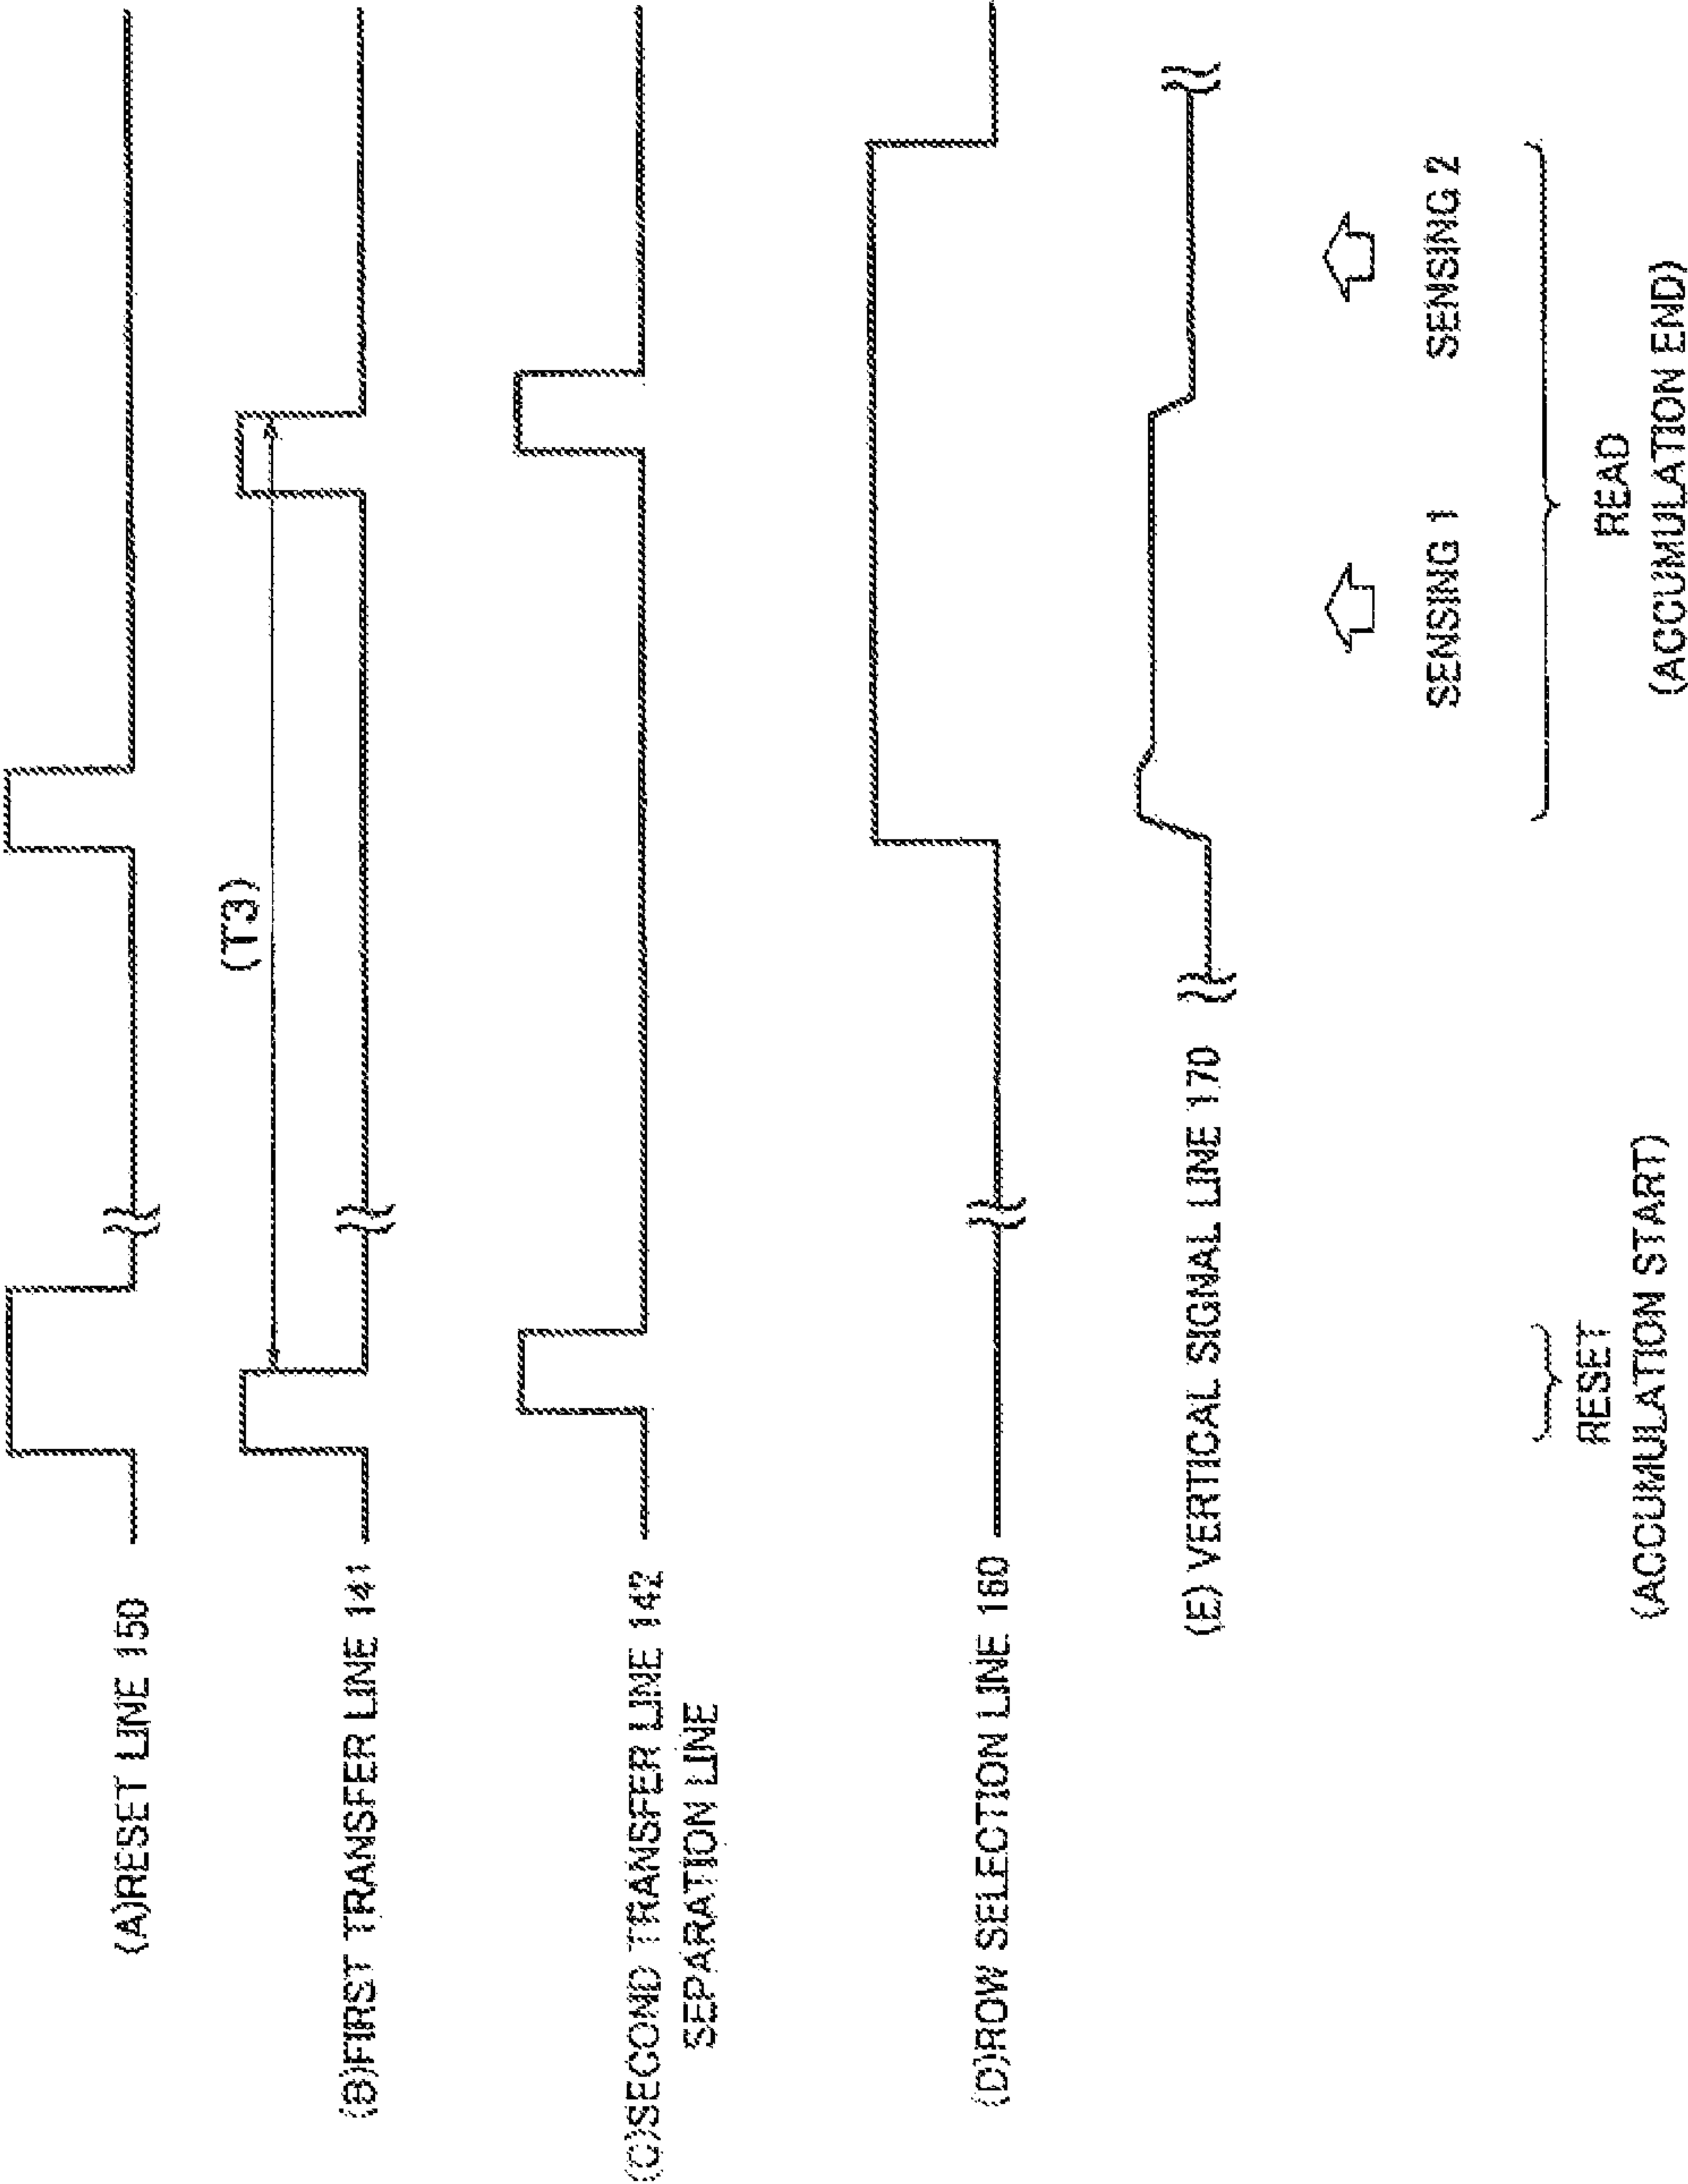 (A)RESET LINE 150
(B)FIRST TRANSFER LINE 141
(T3)
(C)SECOND TRANSFER LINE 142
SEPARATION LINE
(D)ROW SELECTION LINE 160
(E) VERTICAL SIGNAL LINE 170
SENSING 1
SENSING 2
RESET
(ACCUMULATION START)
READ
(ACCUMULATION END)